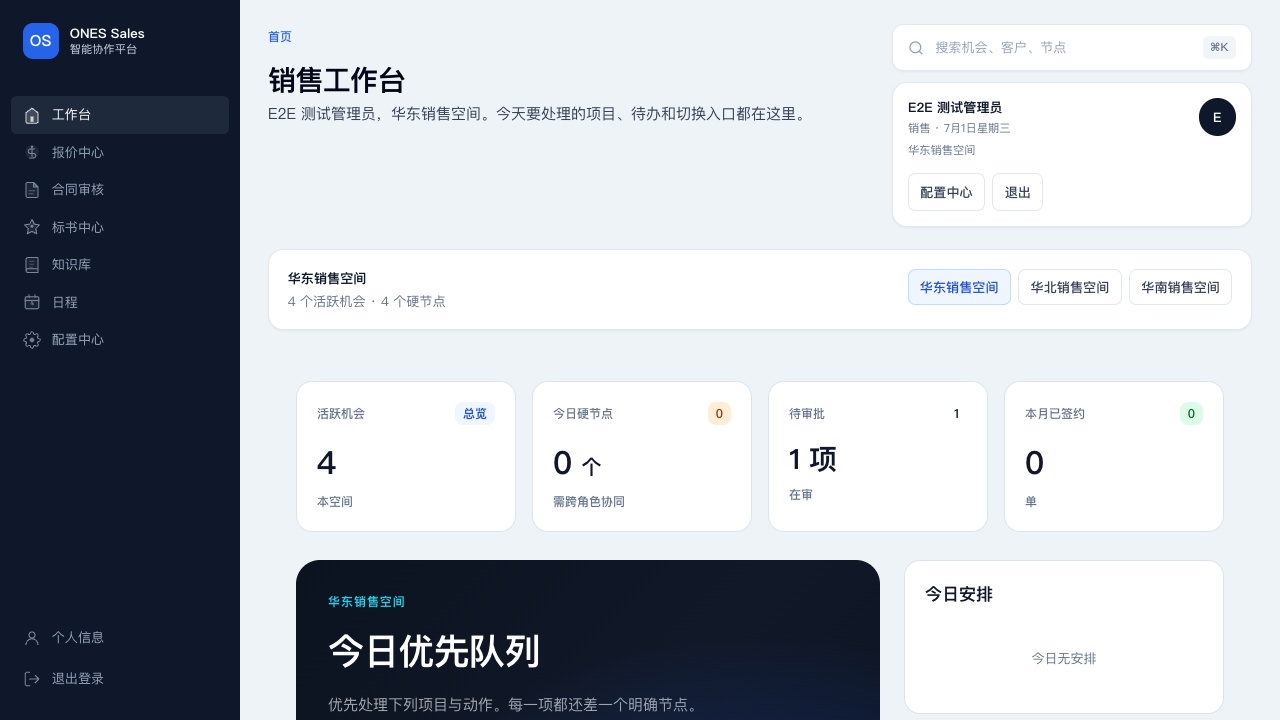 OS
ONES Sales
智能协作平台
工作台
报价中心
合同审核
标书中心
知识库
日程
配置中心
个人信息
退出登录
首页
销售工作台
E2E 测试管理员，华东销售空间。今天要处理的项目、待办和切换入口都在这里。
搜索机会、客户、节点
⌘K
E2E 测试管理员
销售 · 7月1日星期三
华东销售空间
E
配置中心
退出
华东销售空间
4 个活跃机会 · 4 个硬节点
华东销售空间
华北销售空间
华南销售空间
活跃机会
总览
4
本空间
今日硬节点
0
0 个
需跨角色协同
待审批
1
1 项
在审
本月已签约
0
0
单
华东销售空间
今日优先队列
优先处理下列项目与动作。每一项都还差一个明确节点。
今日安排
今日无安排